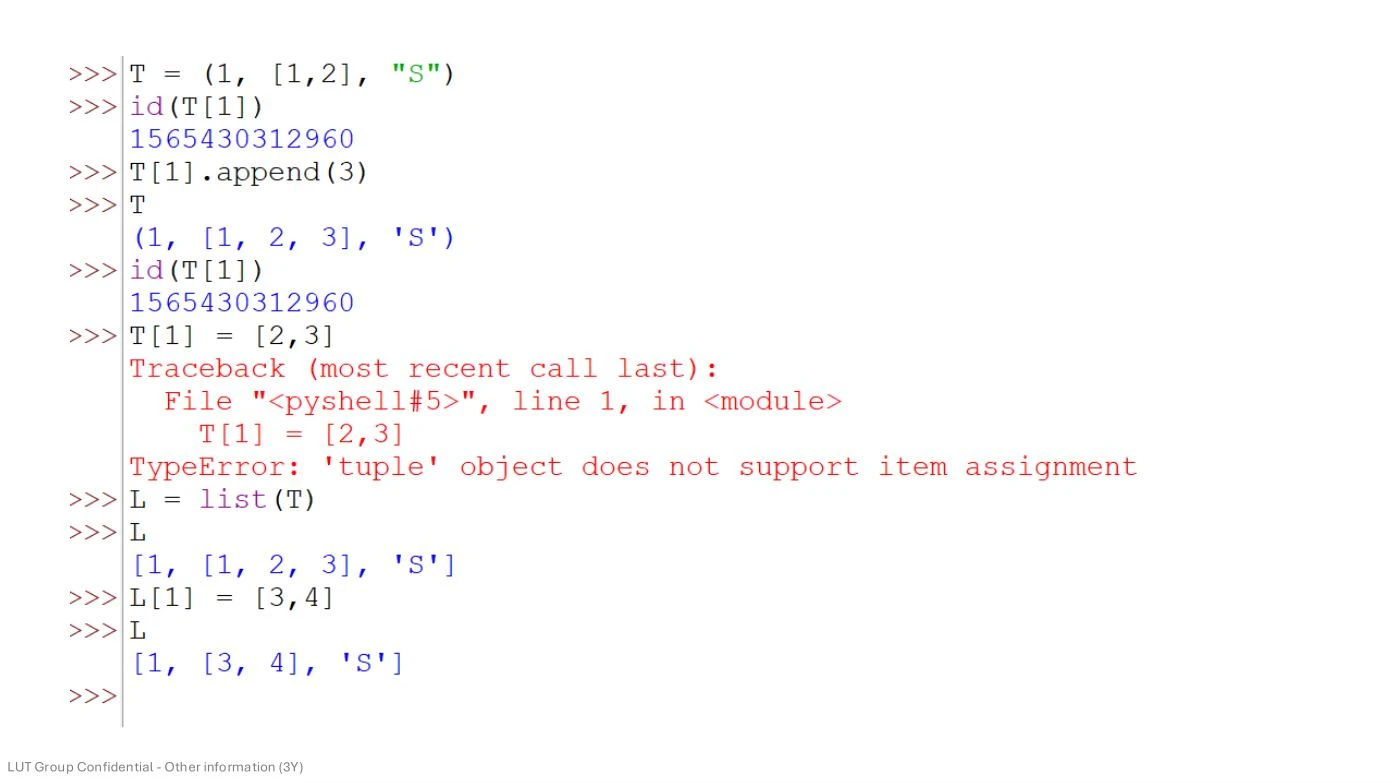 >>> T = (1, [1,2], "S")
>>> id(T[1])
1565430312960
>>> T[1].append(3)
>>> T
(1, [1, 2, 3], 'S')
>>> id(T[1])
1565430312960
>>> T[1] = [2,3]
Traceback (most recent call last):
  File "<pyshell#5>", line 1, in <module>
    T[1] = [2,3]
TypeError: 'tuple' object does not support item assignment
>>> L = list(T)
>>> L
[1, [1, 2, 3], 'S']
>>> L[1] = [3,4]
>>> L
[1, [3, 4], 'S']
>>>
LUT Group Confidential - Other information (3Y)